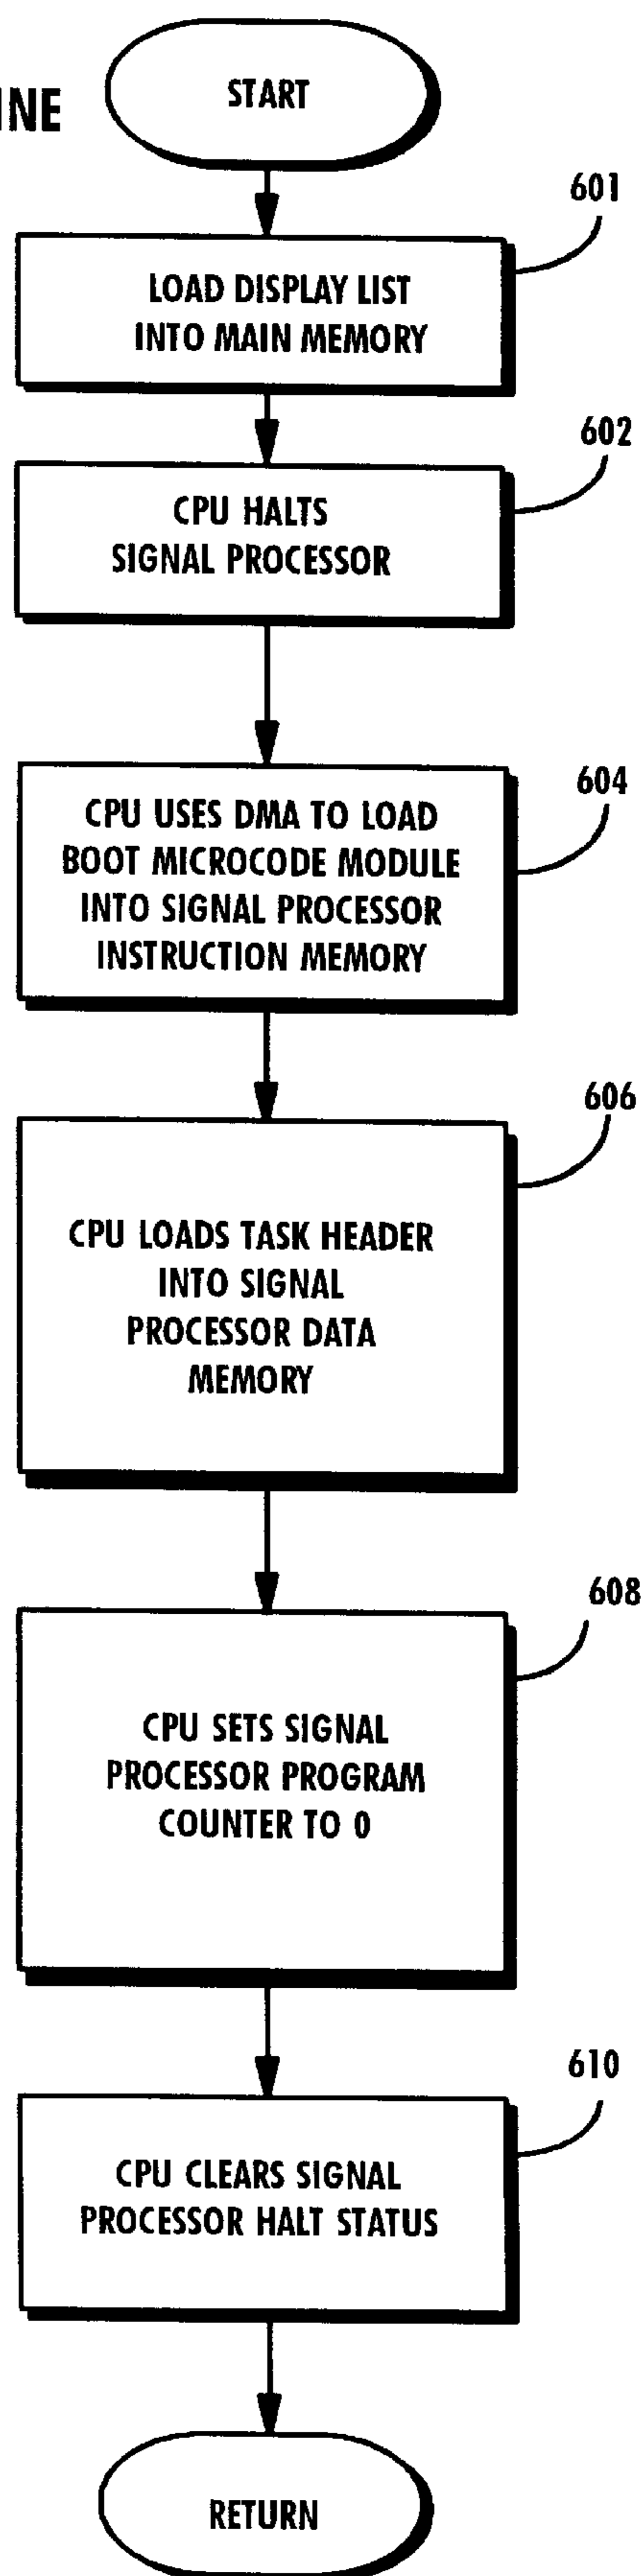 START
601
LOAD DISPLAY LIST
INTO MAIN MEMORY
602
CPU HALTS
SIGNAL PROCESSOR
604
CPU USES DMA TO LOAD
BOOT MICROCODE MODULE
INTO SIGNAL PROCESSOR
INSTRUCTION MEMORY
606
CPU LOADS TASK HEADER
INTO SIGNAL
PROCESSOR DATA
MEMORY
608
CPU SETS SIGNAL
PROCESSOR PROGRAM
COUNTER TO 0
610
CPU CLEARS SIGNAL
PROCESSOR HALT STATUS
RETURN